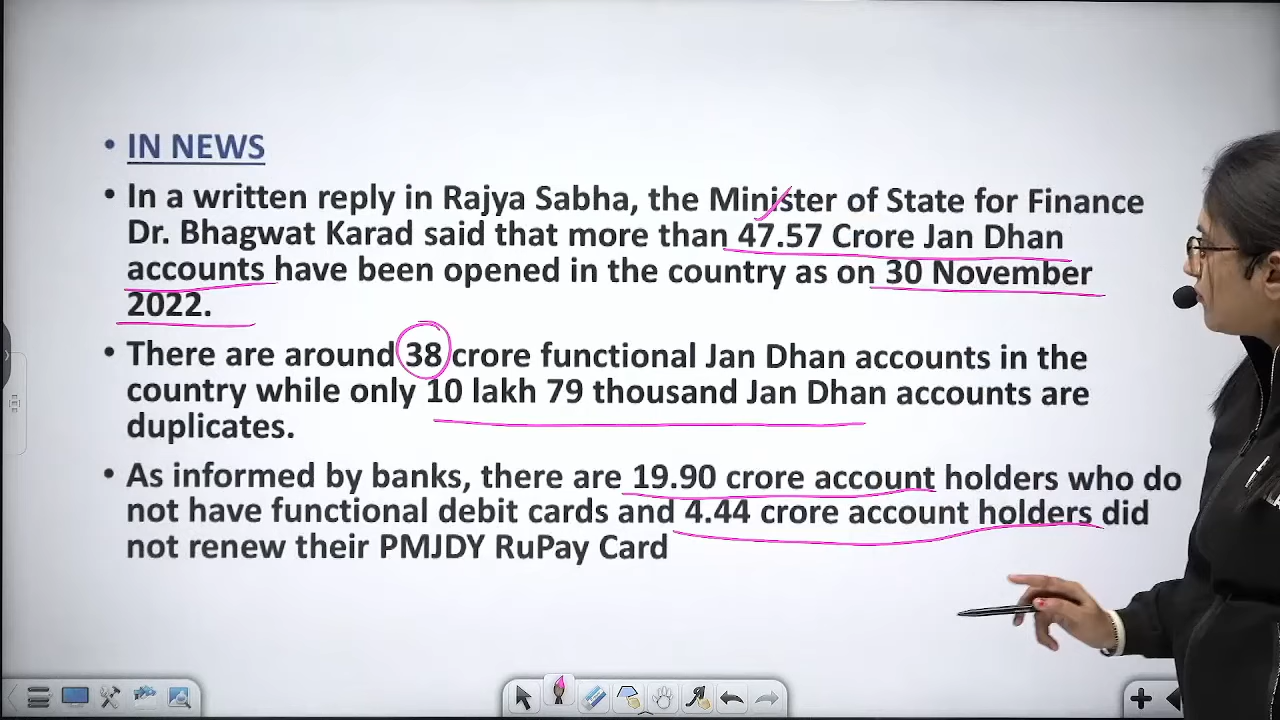 IN NEWS
In a written reply in Rajya Sabha, the Minister of State for Finance
Dr. Bhagwat Karad said that more than 47.57 Crore Jan Dhan
accounts have been opened in the country as on 30 November
2022.
There are around 38 crore functional Jan Dhan accounts in the
country while only 10 lakh 79 thousand Jan Dhan accounts are
duplicates.
As informed by banks, there are 19.90 crore account holders who do
not have functional debit cards and 4.44 crore account holders did
not renew their PMJDY RuPay Card